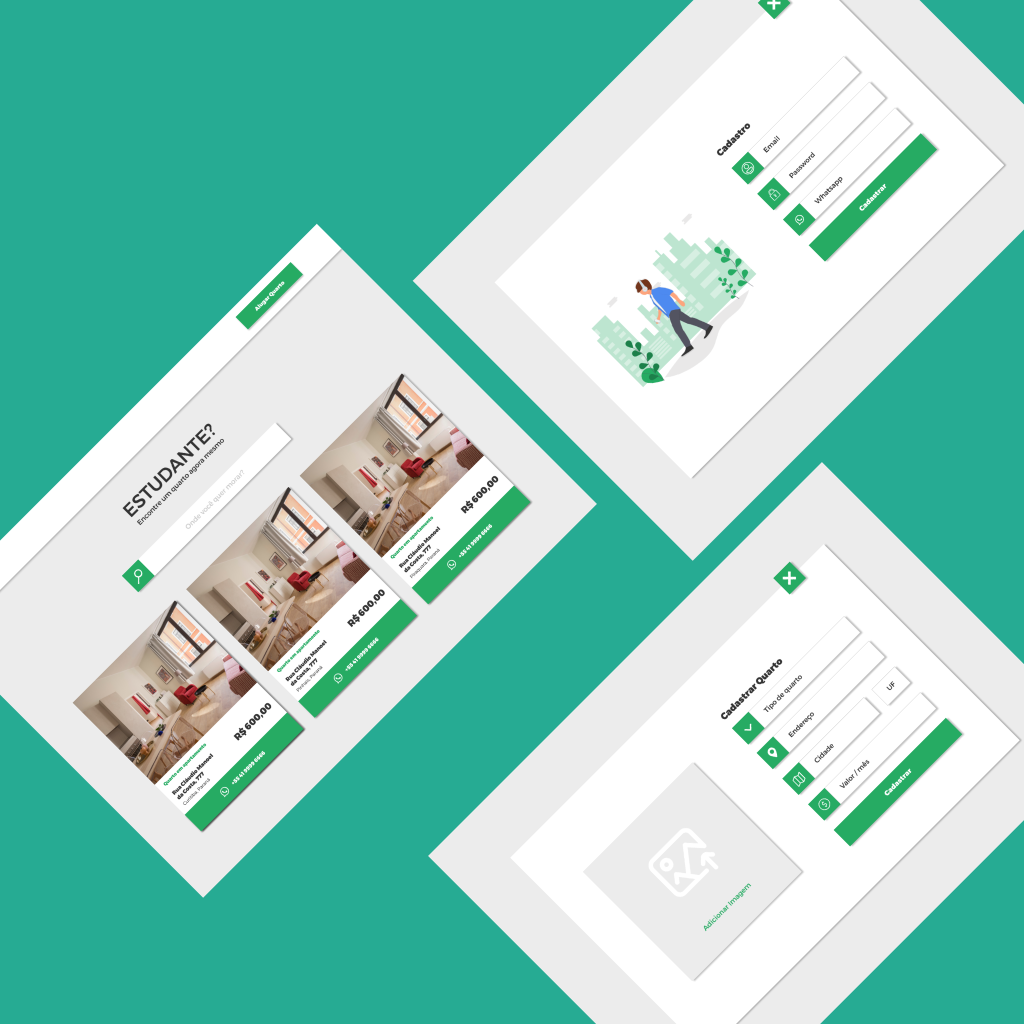 Alugar Quarto
ESTUDANTE?
Encontre um quarto agora mesmo
Onde você quer morar?
Quarto em apartamento
Rua Cláudio Manoel
da Costa, 777
Curitiba, Paraná
R$ 600,00
+55 41 9999 6666
Quarto em apartamento
Rua Cláudio Manoel
da Costa, 777
Pinhais, Paraná
R$ 600,00
+55 41 9999 6666
Quarto em apartamento
Rua Cláudio Manoel
da Costa, 777
Piraquara, Paraná
R$ 600,00
+55 41 9999 6666
Cadastro
Email
Password
Whatsapp
Cadastrar
Cadastrar Quarto
Tipo de quarto
Endereço
Cidade
UF
Valor / mês
Cadastrar
Adicionar Imagem